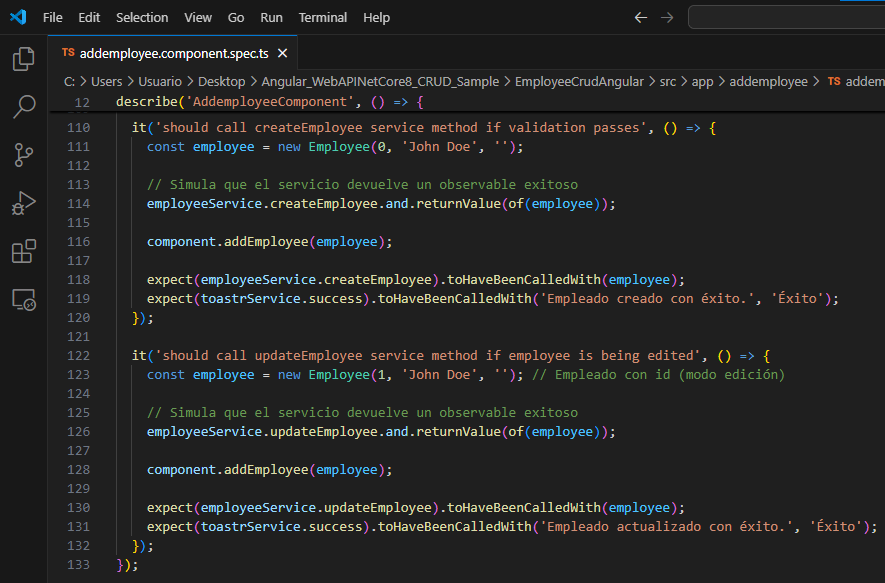 File Edit Selection View Go Run Terminal Help
TS addemployee.component.spec.ts
C: > Users > Usuario > Desktop > Angular_WebAPINetCore8_CRUD_Sample > EmployeeCrudAngular > src > app > addemployee > TS addem
12 describe('AddemployeeComponent', () => {
110 it('should call createEmployee service method if validation passes', () => {
111 const employee = new Employee(0, 'John Doe', '');
112
113 // Simula que el servicio devuelve un observable exitoso
114 employeeService.createEmployee.and.returnValue(of(employee));
115
116 component.addEmployee(employee);
117
118 expect(employeeService.createEmployee).toHaveBeenCalledWith(employee);
119 expect(toastrService.success).toHaveBeenCalledWith('Empleado creado con éxito.', 'Éxito');
120 });
121
122 it('should call updateEmployee service method if employee is being edited', () => {
123 const employee = new Employee(1, 'John Doe', ''); // Empleado con id (modo edición)
124
125 // Simula que el servicio devuelve un observable exitoso
126 employeeService.updateEmployee.and.returnValue(of(employee));
127
128 component.addEmployee(employee);
129
130 expect(employeeService.updateEmployee).toHaveBeenCalledWith(employee);
131 expect(toastrService.success).toHaveBeenCalledWith('Empleado actualizado con éxito.', 'Éxito');
132 });
133 });